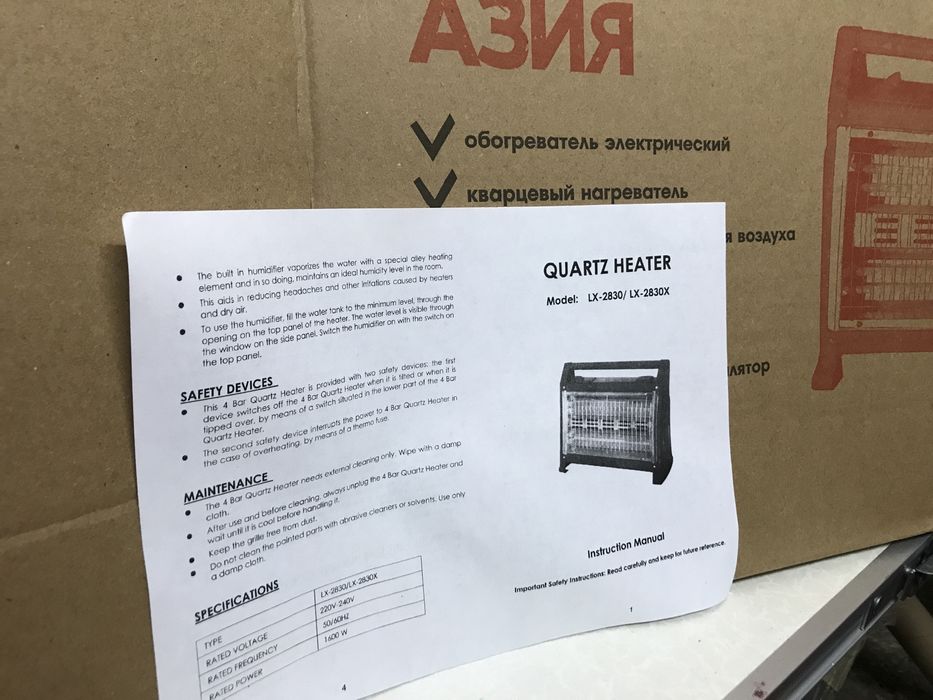 АЗИЯ
обогреватель электрический
кварцевый нагреватель
воздуха
The built in humidifier vaporizes the water with a special alley heating
element and in so doing, maintains an ideal humidity level in the room.
This aids in reducing headaches and other irritations caused by heaters
and dry air.
To use the humidifier, fill the water tank to the minimum level, through the
opening on the top panel of the heater. The water level is visible through
the window on the side panel. Switch the humidifier on with the switch on
the top panel.
SAFETY DEVICES
This 4 Bar Quartz Heater is provided with two safety devices: the first
device switches off the 4 Bar Quartz Heater when it is tilted or when it is
tipped over, by means of a switch situated in the lower part of the 4 Bar
Quartz Heater.
The second safety device interrupts the power to 4 Bar Quartz Heater in
the case of overheating, by means of a thermo fuse.
MAINTENANCE
The 4 Bar Quartz Heater needs external cleaning only. Wipe with a damp
cloth.
After use and before cleaning, always unplug the 4 Bar Quartz Heater and
wait until it is cool before handling it.
Keep the grille free from dust.
Do not clean the painted parts with abrasive cleaners or solvents. Use only
a damp cloth.
SPECIFICATIONS
TYPE LX-2830/LX-2830X
RATED VOLTAGE 220V-240V
RATED FREQUENCY 50/60HZ
RATED POWER 1600 W
4
QUARTZ HEATER
Model: LX-2830/ LX-2830X
Instruction Manual
Important Safety Instructions: Read carefully and keep for future reference.
1